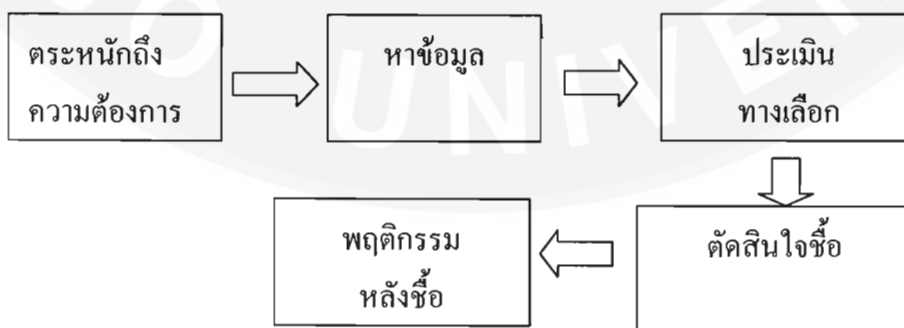 ตระหนักถึง
ความต้องการ
หาข้อมูล
ประเมิน
ทางเลือก
ตัดสินใจซื้อ
พฤติกรรม
หลังซื้อ
UNIVE